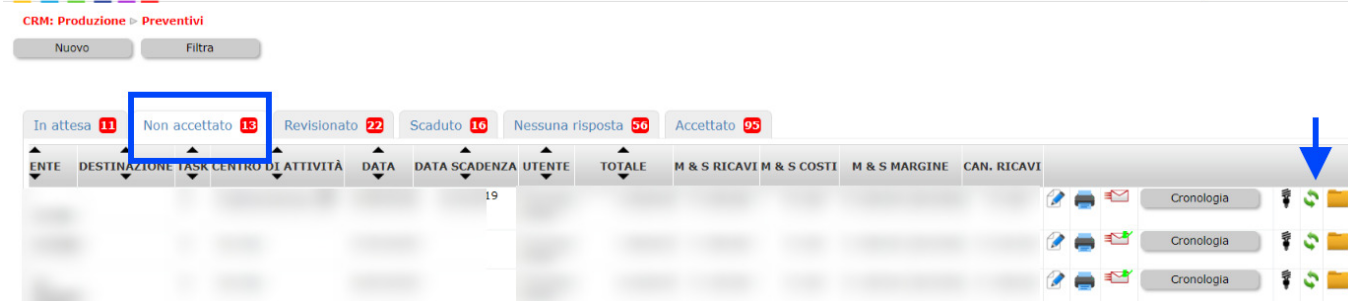 CRM: Produzione Preventivi
Nuovo Filtra
In attesa 11 Non accettato 13 Revisionato 22 Scaduto 16 Nessuna risposta 56 Accettato 95
ENTE DESTINAZIONE TASK CENTRO DI ATTIVITÀ DATA DATA SCADENZA UTENTE TOTALE M & S RICAVI M & S COSTI M & S MARGINE CAN. RICAVI
19 Cronologia
Cronologia
Cronologia